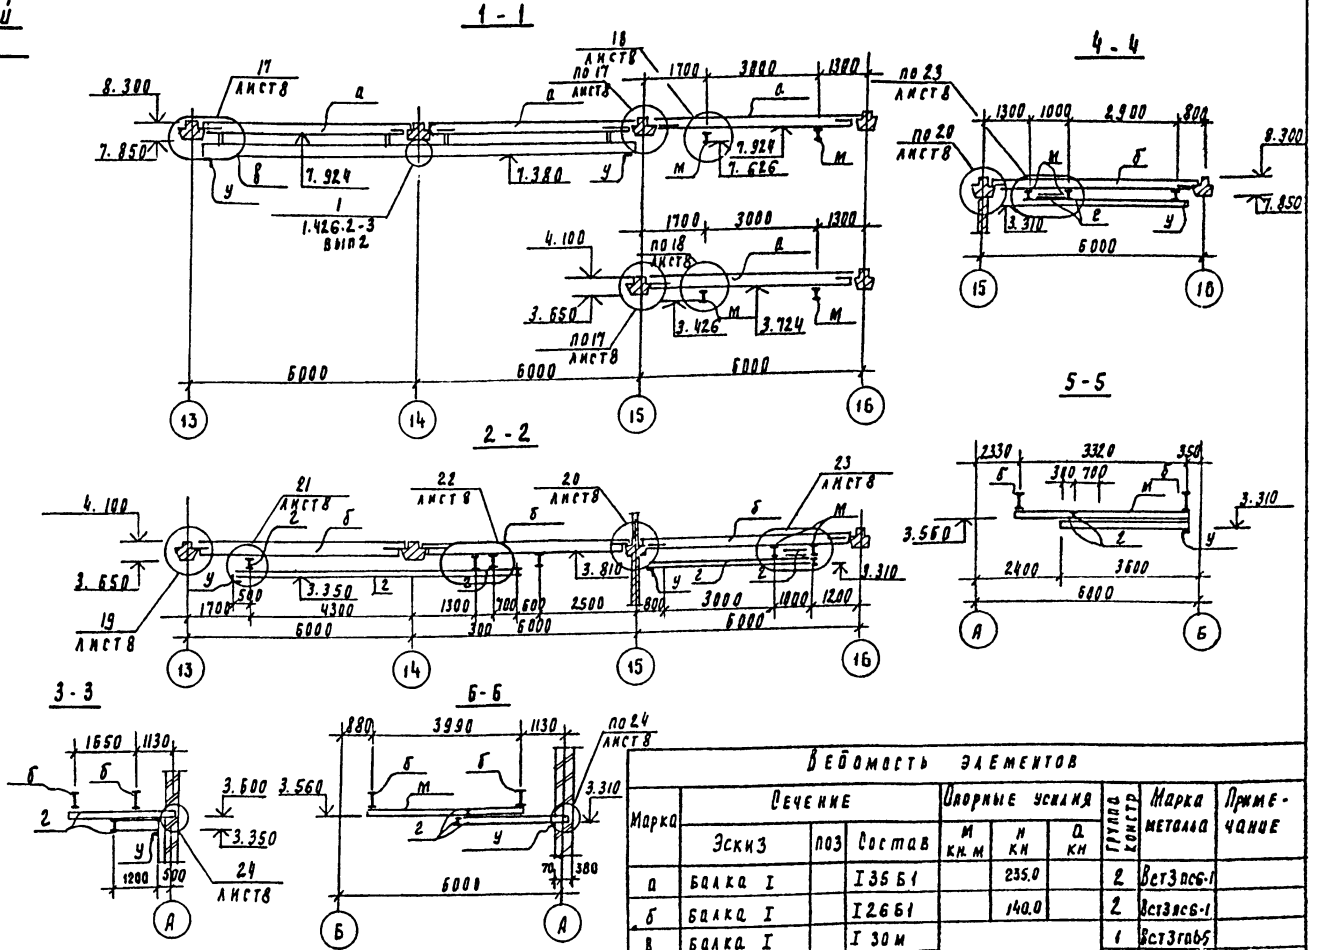 1 - 1
17
ЛИСТ 8
8.300
7.850
а
а
а
у
в
7.924
1
1.426.2-3
ВЫП 2
7.380
у
18
ЛИСТ 8
ПО 17
ЛИСТ 8
1700
3000
1300
м
7.924
7.626
м
1700
3000
1300
4.100
3.650
ПО 18
ЛИСТ 8
а
м
3.426
3.724
м
ПО 17
ЛИСТ 8
6000
6000
6000
13
14
15
16
4 - 4
ПО 23
ЛИСТ 8
ПО 20
ЛИСТ 8
1300
1000
2900
800
м
б
8.300
7.850
3.310
е
у
6000
15
5 - 5
2330
3320
350
300
700
б
б
м
3.560
3.310
г
у
2400
3600
6000
А
Б
2 - 2
21
ЛИСТ 8
22
ЛИСТ 8
20
ЛИСТ 8
23
ЛИСТ 8
4.100
3.650
г
б
б
б
м
19
ЛИСТ 8
у
500
3.350
г
г
3.810
у
г
г
3.310
1700
4300
1300
700
600
2500
800
3000
1000
1200
300
6000
6000
6000
13
14
15
16
3 - 3
1650
1130
б
б
г
3.600
3.350
у
1200
500
24
ЛИСТ 8
А
6 - 6
880
3990
1130
ПО 24
ЛИСТ 8
б
б
м
3.560
3.310
г
у
70
380
6000
Б
А
Ведомость элементов
Марка
Сечение
Опорные усилия
Группа констр
Марка металла
Приме-
чание
Эскиз
поз
Состав
М кн.м
N кн
Q кн
а Балка I I 35 Б1 235.0 2 Вст3пс6-1
б Балка I I 26 Б1 140.0 2 Вст3пс6-1
в Балка I I 30 м 1